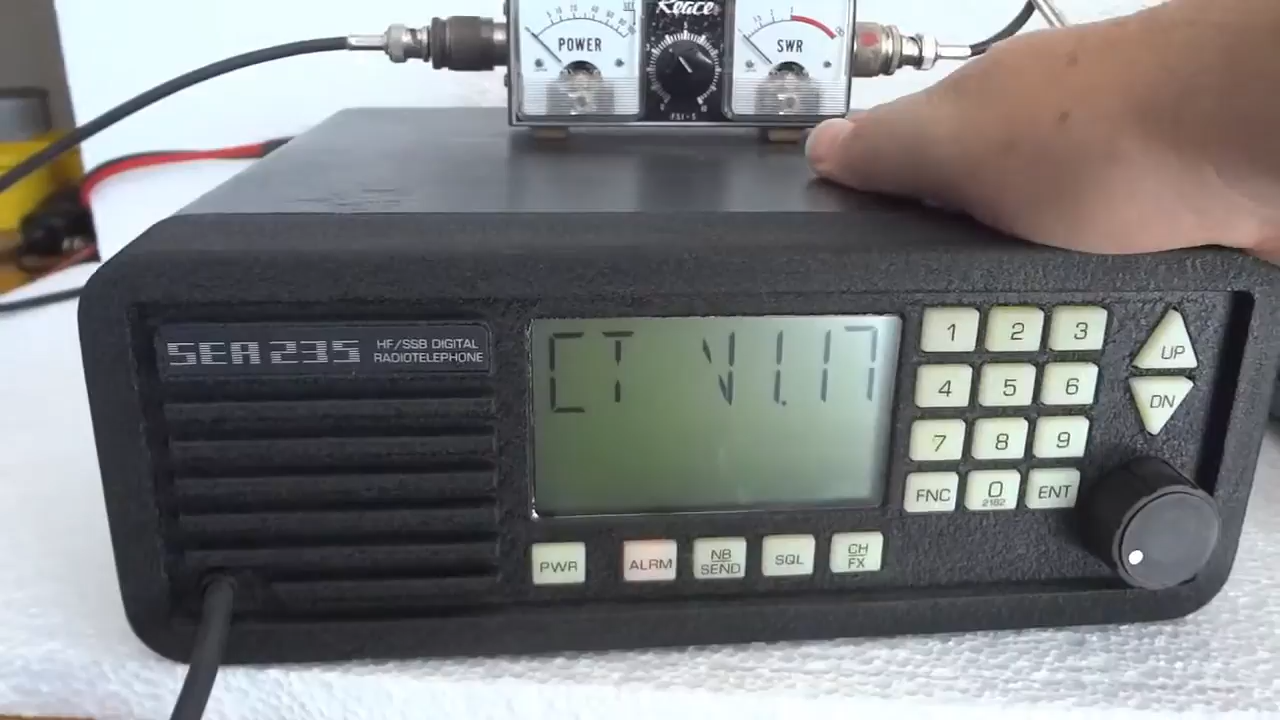 Reace
POWER
SWR
SEA 235
HF/SSB DIGITAL
RADIOTELEPHONE
CT V1.17
1
2
3
UP
4
5
6
DN
7
8
9
FNC
0
2182
ENT
PWR
ALRM
NB
SEND
SQL
CH
FX